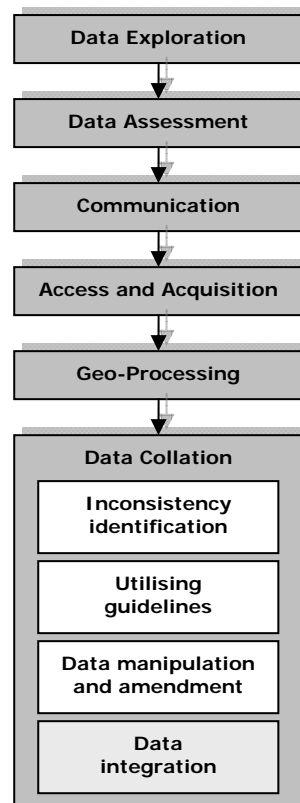 Data Exploration
Data Assessment
Communication
Access and Acquisition
Geo-Processing
Data Collation
Inconsistency
identification
Utilising
guidelines
Data manipulation
and amendment
Data
integration